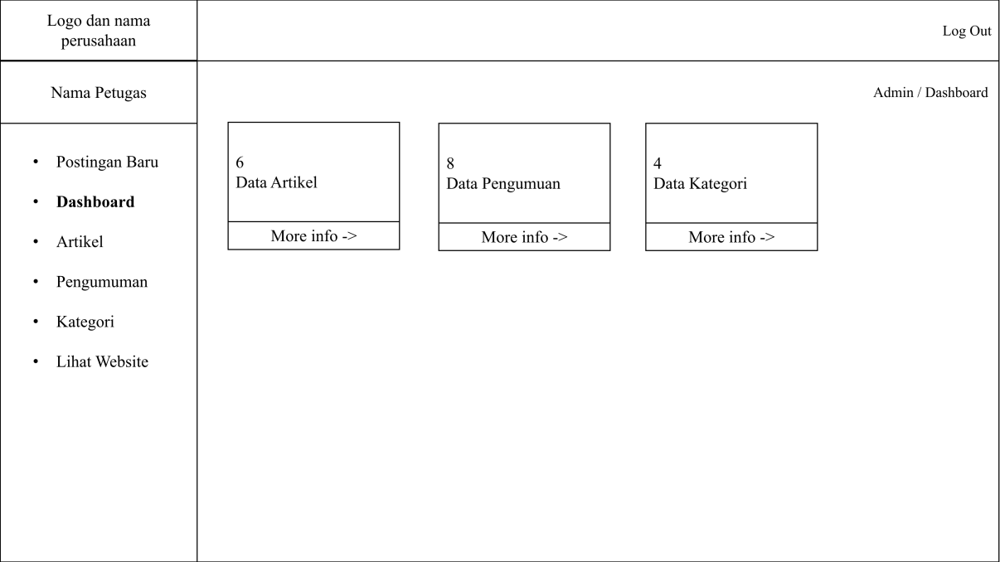 Logo dan nama
perusahaan
Log Out
Nama Petugas
Admin / Dashboard
• Postingan Baru
• Dashboard
• Artikel
• Pengumuman
• Kategori
• Lihat Website
6
Data Artikel
More info ->
8
Data Pengumuan
More info ->
4
Data Kategori
More info ->